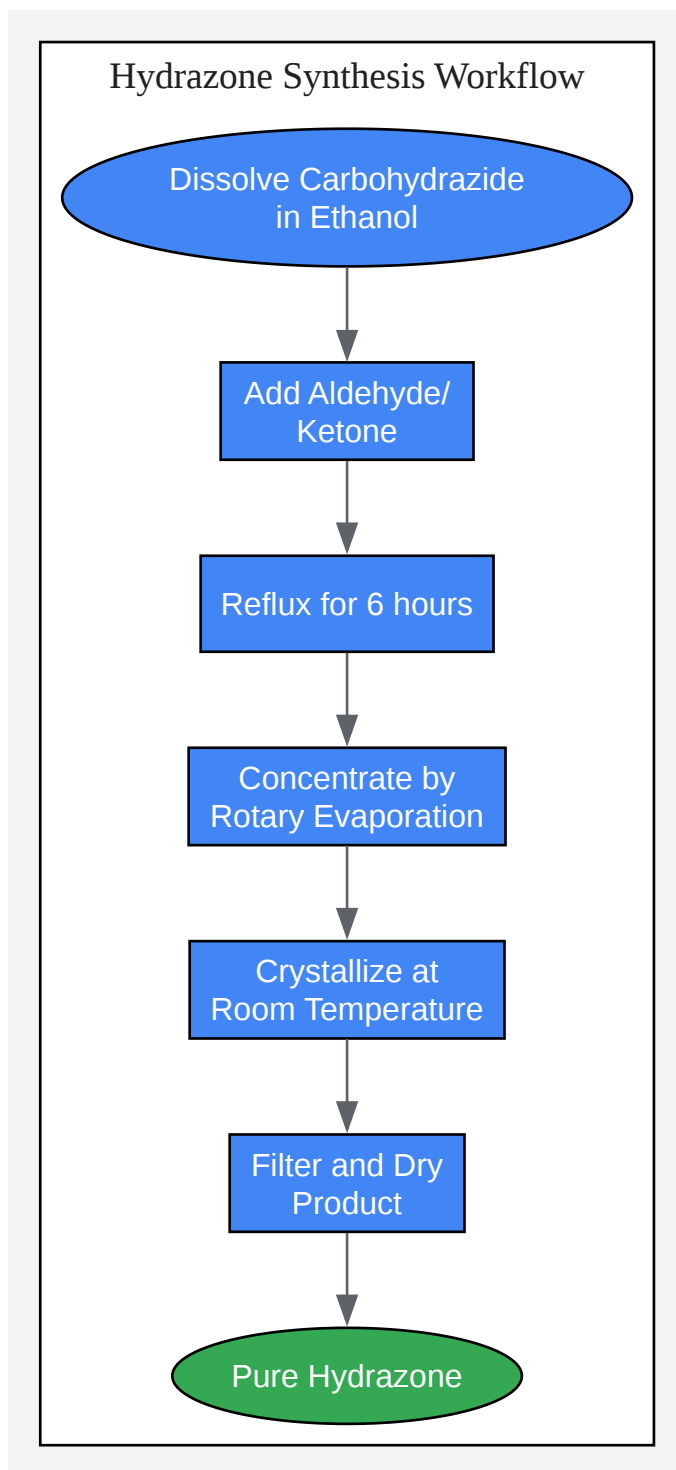 Hydrazone Synthesis Workflow
Dissolve Carbohydrazide
in Ethanol
Add Aldehyde/
Ketone
Reflux for 6 hours
Concentrate by
Rotary Evaporation
Crystallize at
Room Temperature
Filter and Dry
Product
Pure Hydrazone